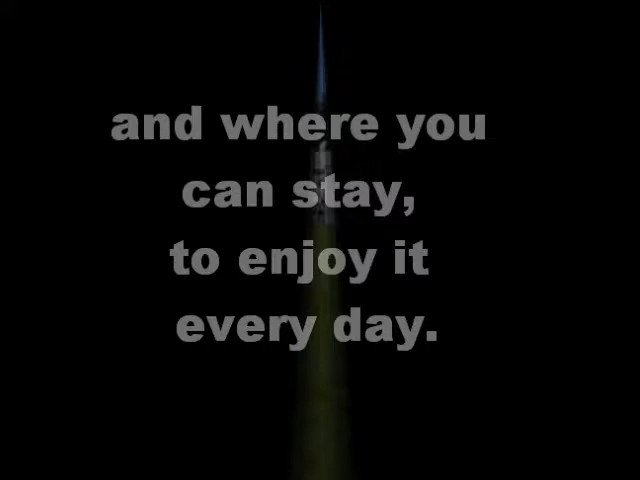 and where you
can stay,
to enjoy it
every day.